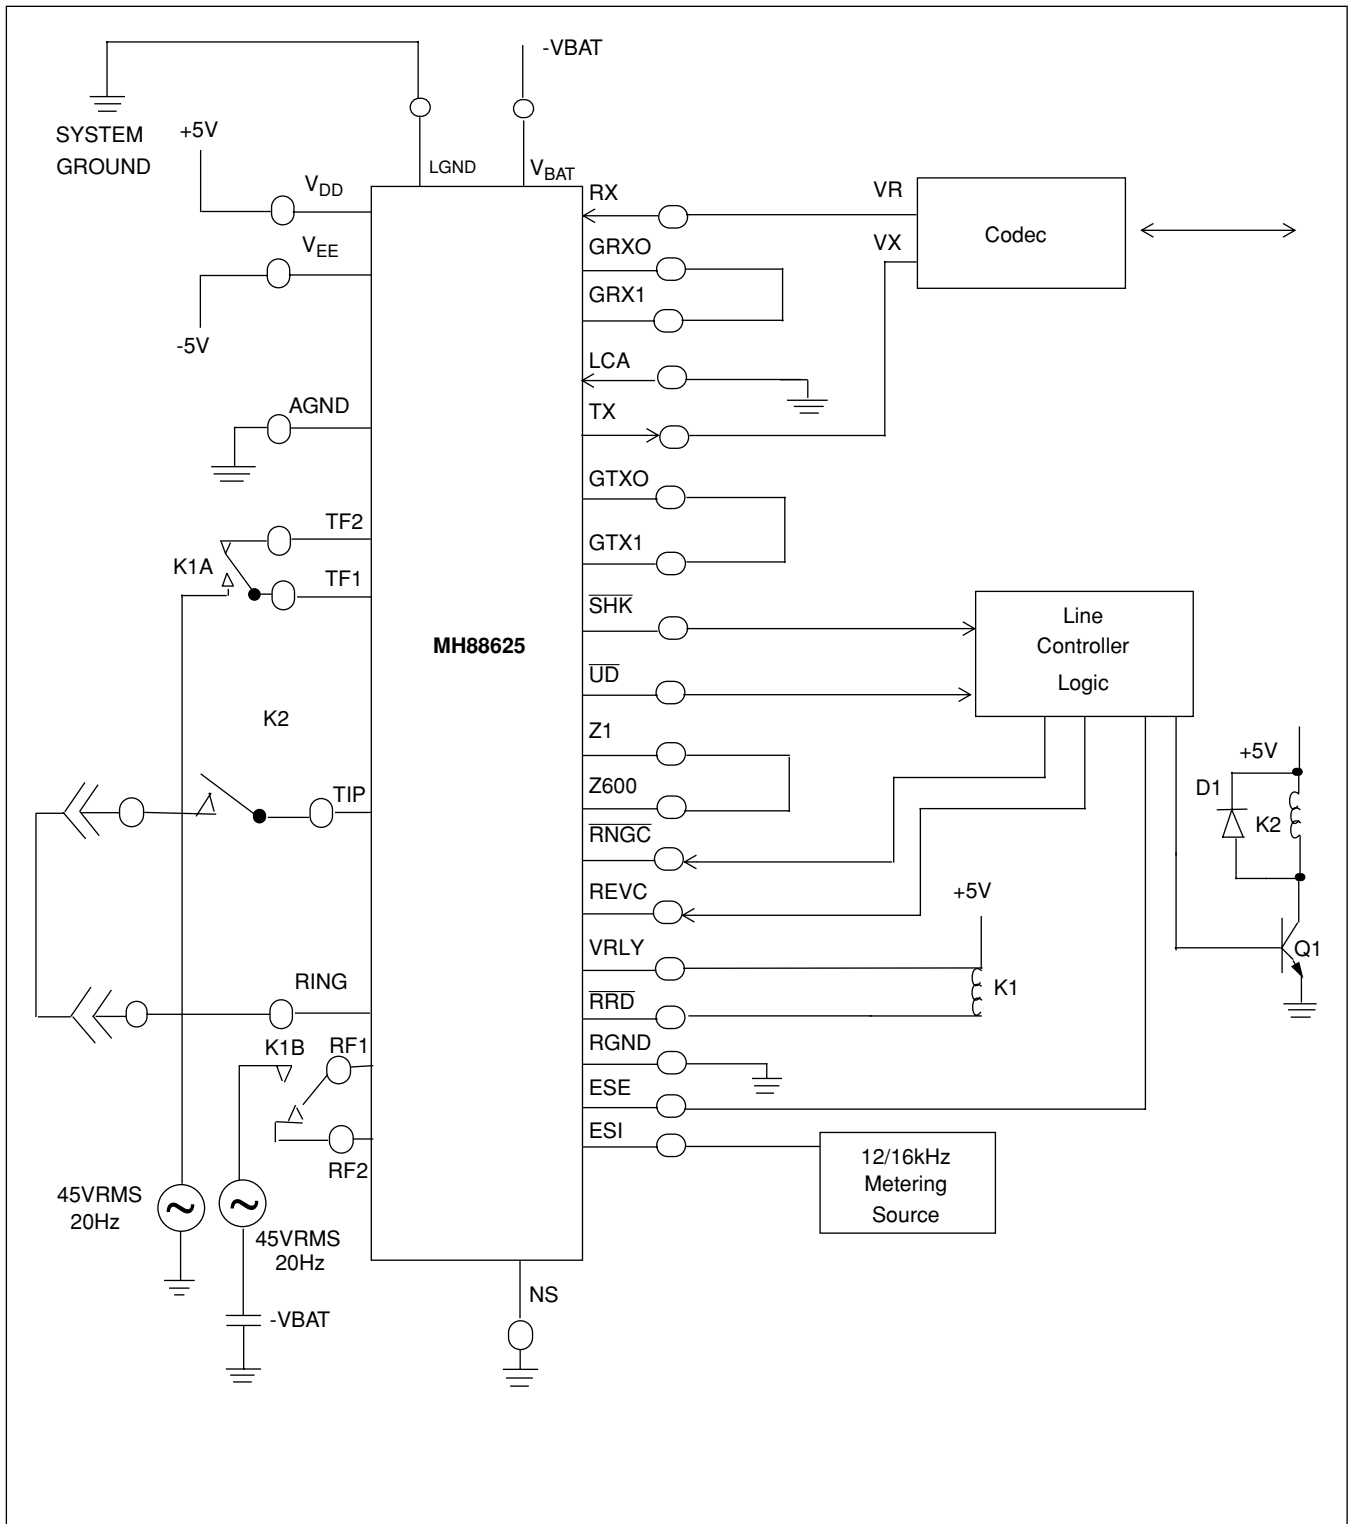 -VBAT
SYSTEM
GROUND
+5V
LGND
VBAT
VDD
VEE
-5V
AGND
TF2
K1A
TF1
K2
TIP
RING
K1B
RF1
RF2
45VRMS
20Hz
45VRMS
20Hz
-VBAT
MH88625
NS
RX
GRXO
GRX1
LCA
TX
GTXO
GTX1
SHK
UD
Z1
Z600
RNGC
REVC
VRLY
RRD
RGND
ESE
ESI
VR
VX
Codec
Line
Controller
Logic
+5V
D1
K2
Q1
+5V
K1
12/16kHz
Metering
Source